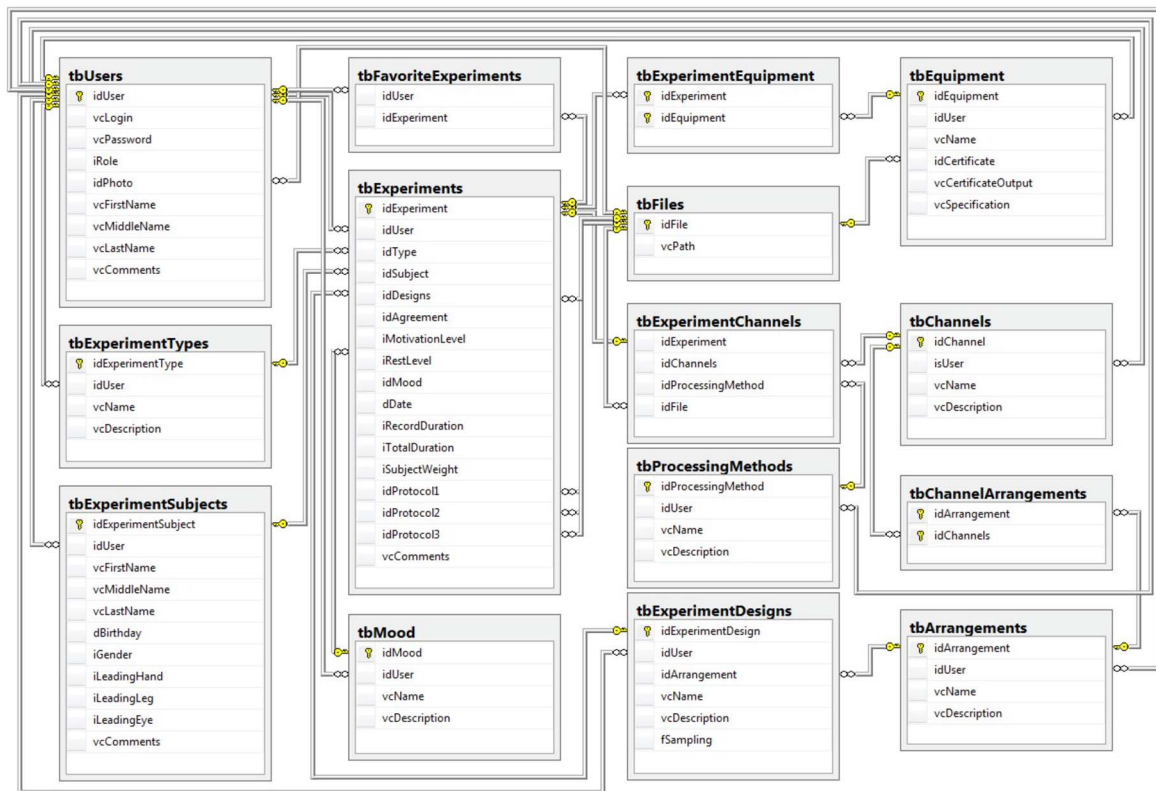 tbUsers
idUser
vcLogin
vcPassword
iRole
idPhoto
vcFirstName
vcMiddleName
vcLastName
vcComments
tbExperimentTypes
idExperimentType
idUser
vcName
vcDescription
tbExperimentSubjects
idExperimentSubject
idUser
vcFirstName
vcMiddleName
vcLastName
dBirthday
iGender
iLeadingHand
iLeadingLeg
iLeadingEye
vcComments
tbFavoriteExperiments
idUser
idExperiment
tbExperiments
idExperiment
idUser
idType
idSubject
idDesigns
idAgreement
iMotivationLevel
iRestLevel
idMood
dDate
iRecordDuration
iTotalDuration
iSubjectWeight
idProtocol1
idProtocol2
idProtocol3
vcComments
tbMood
idMood
idUser
vcName
vcDescription
tbExperimentEquipment
idExperiment
idEquipment
tbFiles
idFile
vcPath
tbExperimentChannels
idExperiment
idChannels
idProcessingMethod
idFile
tbProcessingMethods
idProcessingMethod
idUser
vcName
vcDescription
tbExperimentDesigns
idExperimentDesign
idUser
idArrangement
vcName
vcDescription
fSampling
tbEquipment
idEquipment
idUser
vcName
idCertificate
vcCertificateOutput
vcSpecification
tbChannels
idChannel
isUser
vcName
vcDescription
tbChannelArrangements
idArrangement
idChannels
tbArrangements
idArrangement
idUser
vcName
vcDescription